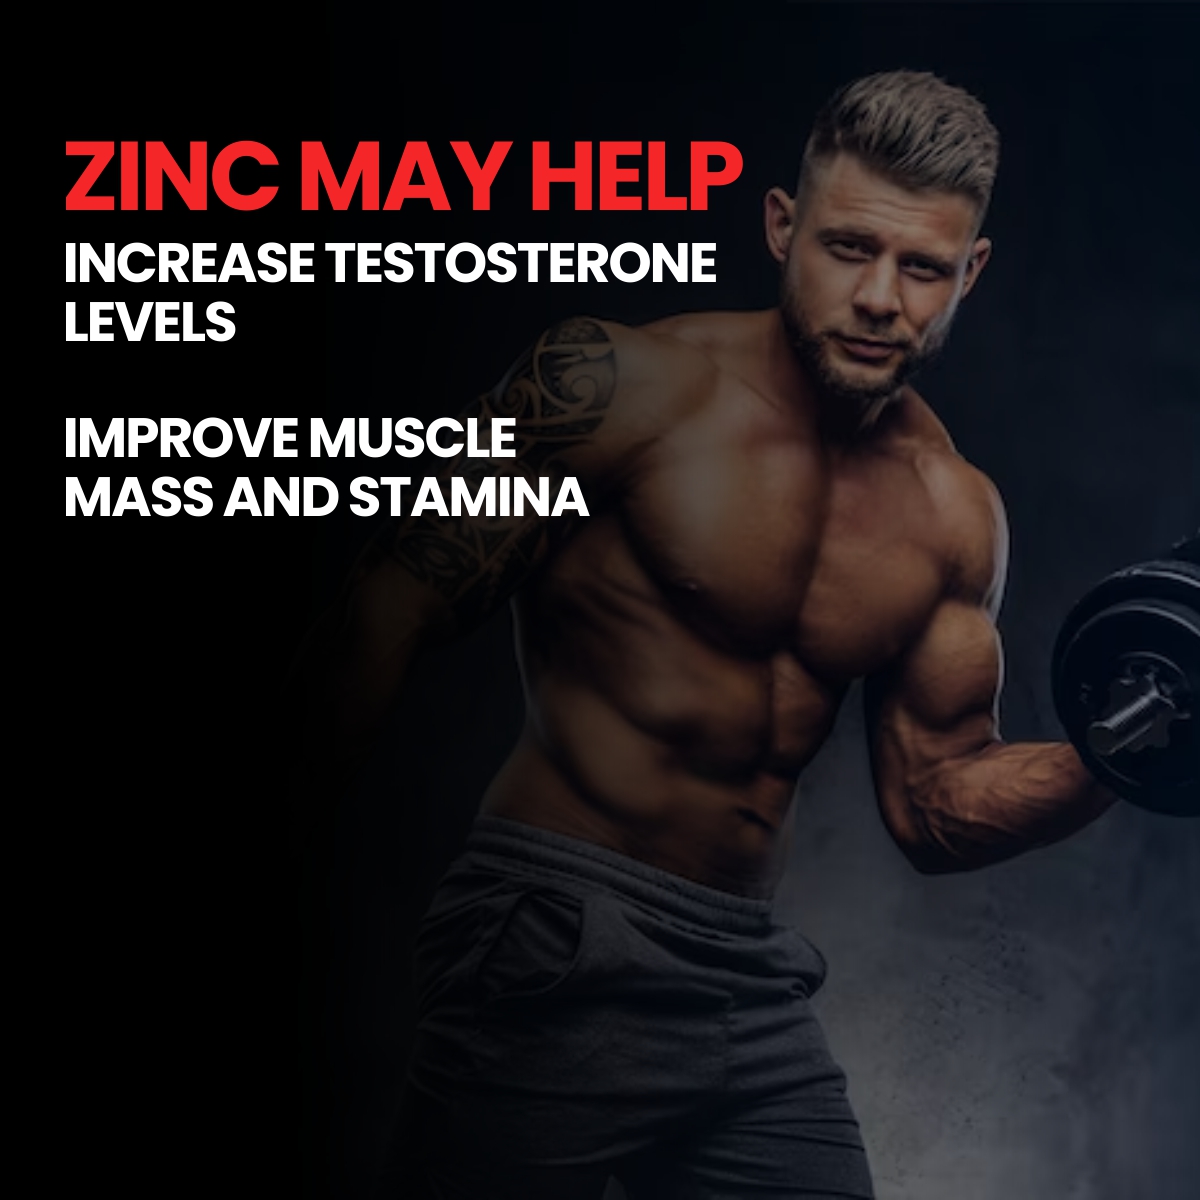 ZINC MAY HELP
INCREASE TESTOSTERONE
LEVELS
IMPROVE MUSCLE
MASS AND STAMINA